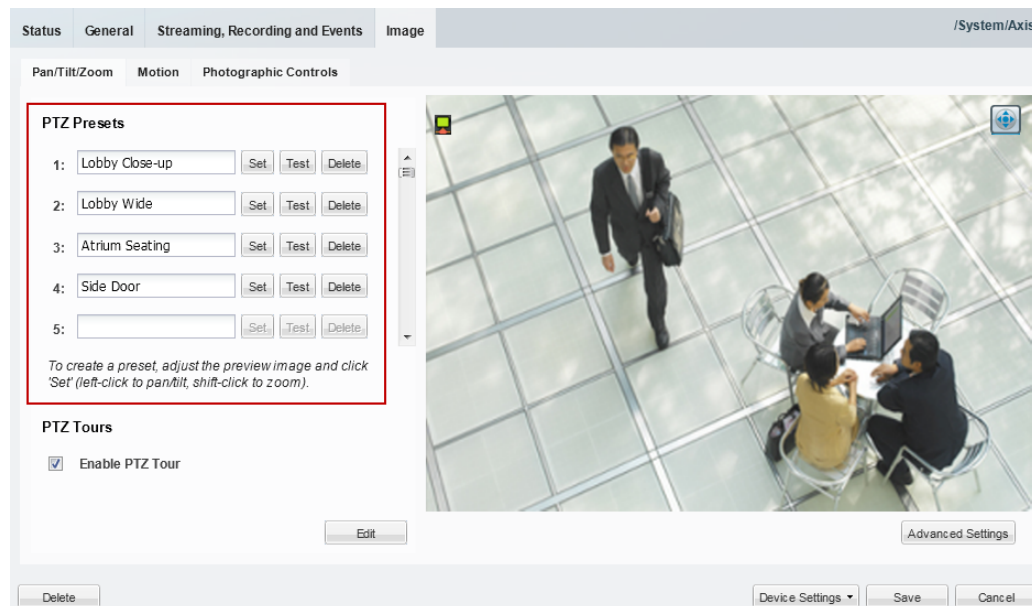 Status General Streaming, Recording and Events Image /System/Axis
Pan/Tilt/Zoom Motion Photographic Controls
PTZ Presets
1: Lobby Close-up Set Test Delete
2: Lobby Wide Set Test Delete
3: Atrium Seating Set Test Delete
4: Side Door Set Test Delete
5: Set Test Delete
To create a preset, adjust the preview image and click
'Set' (left-click to pan/tilt, shift-click to zoom).
PTZ Tours
Enable PTZ Tour
Edit Advanced Settings
Delete Device Settings Save Cancel